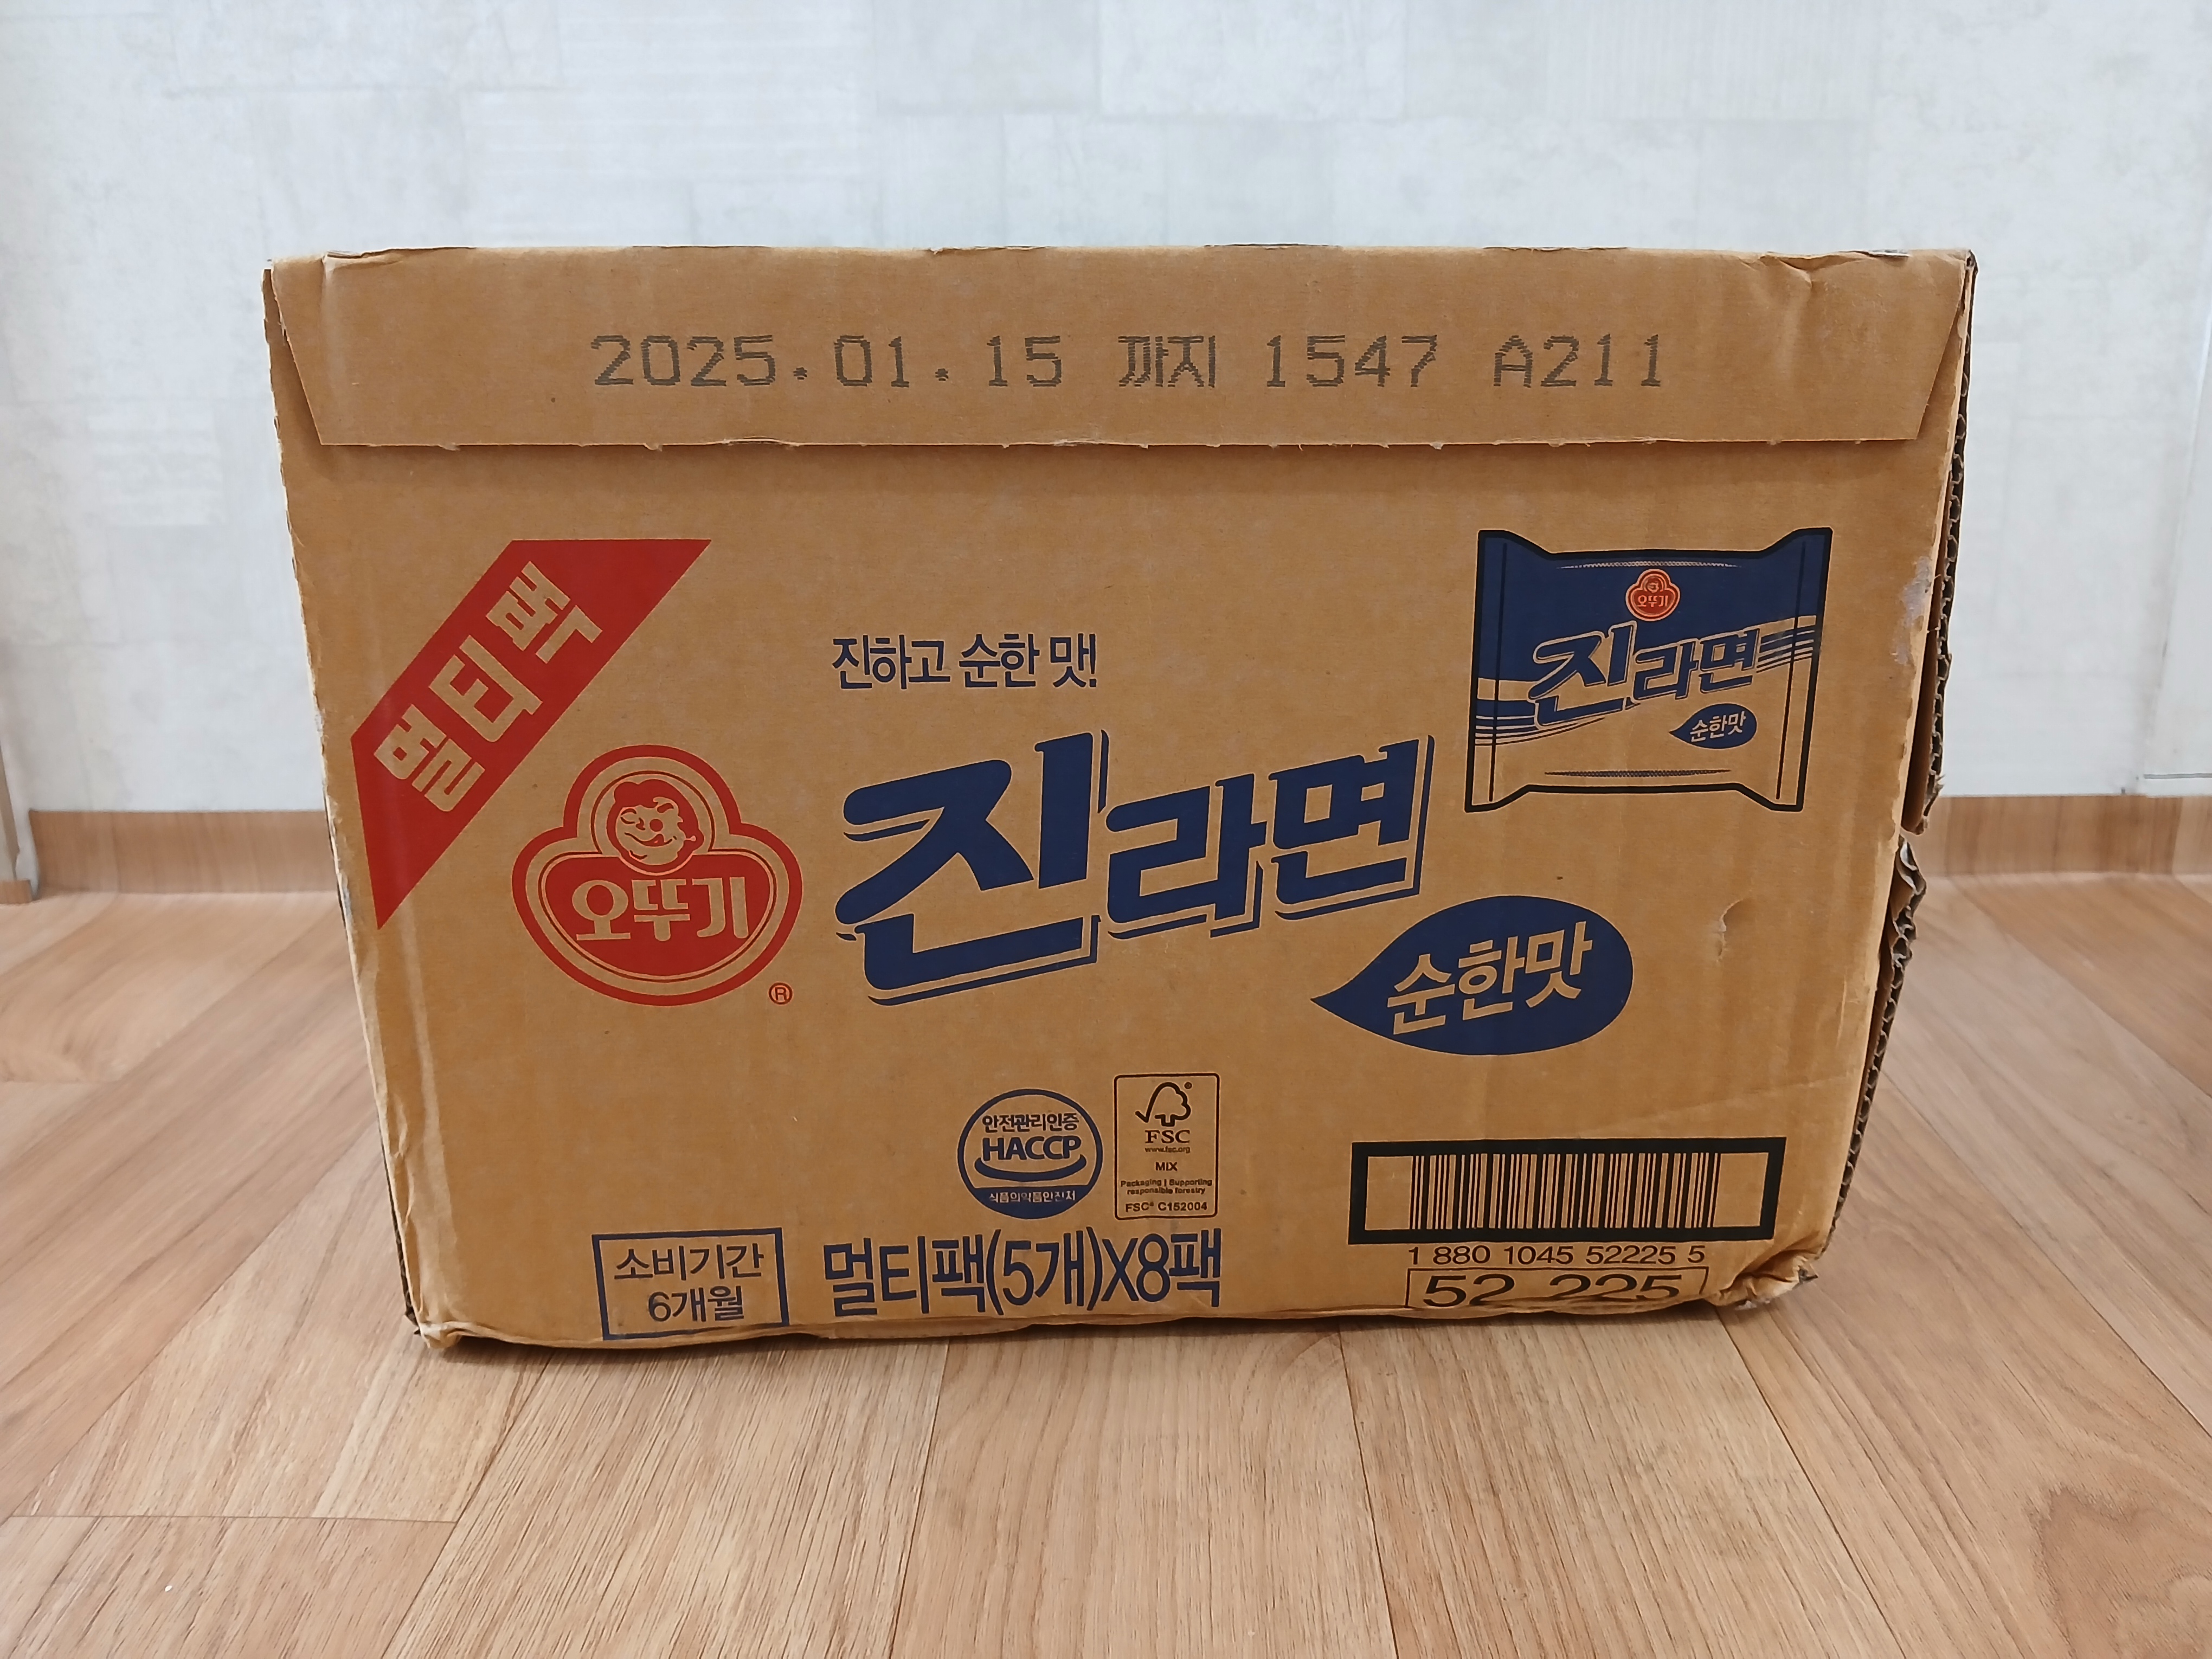 2025.01.15 까지 1547 A211
멀티팩
오뚜기
진라면
순한맛
진하고 순한 맛!
오뚜기
®
진라면
순한맛
안전관리인증
HACCP
식품의약품안전처
FSC®
www.fsc.org
MIX
Packaging | Supporting
responsible forestry
FSC® C152004
소비기간
6개월
멀티팩(5개)X8팩
1 880 1045 52225 5
52 225